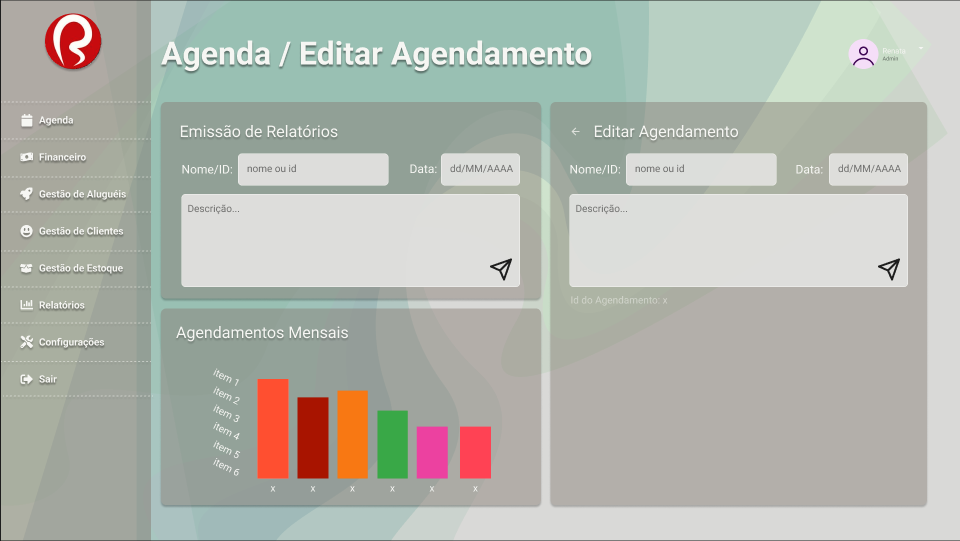 Agenda / Editar Agendamento
Renata
Admin
Agenda
Financeiro
Gestão de Aluguéis
Gestão de Clientes
Gestão de Estoque
Relatórios
Configurações
Sair
Emissão de Relatórios
Nome/ID: nome ou id Data: dd/MM/AAAA
Descrição...
Agendamentos Mensais
item 1
item 2
item 3
item 4
item 5
item 6
x x x x x x
← Editar Agendamento
Nome/ID: nome ou id Data: dd/MM/AAAA
Descrição...
Id do Agendamento: x